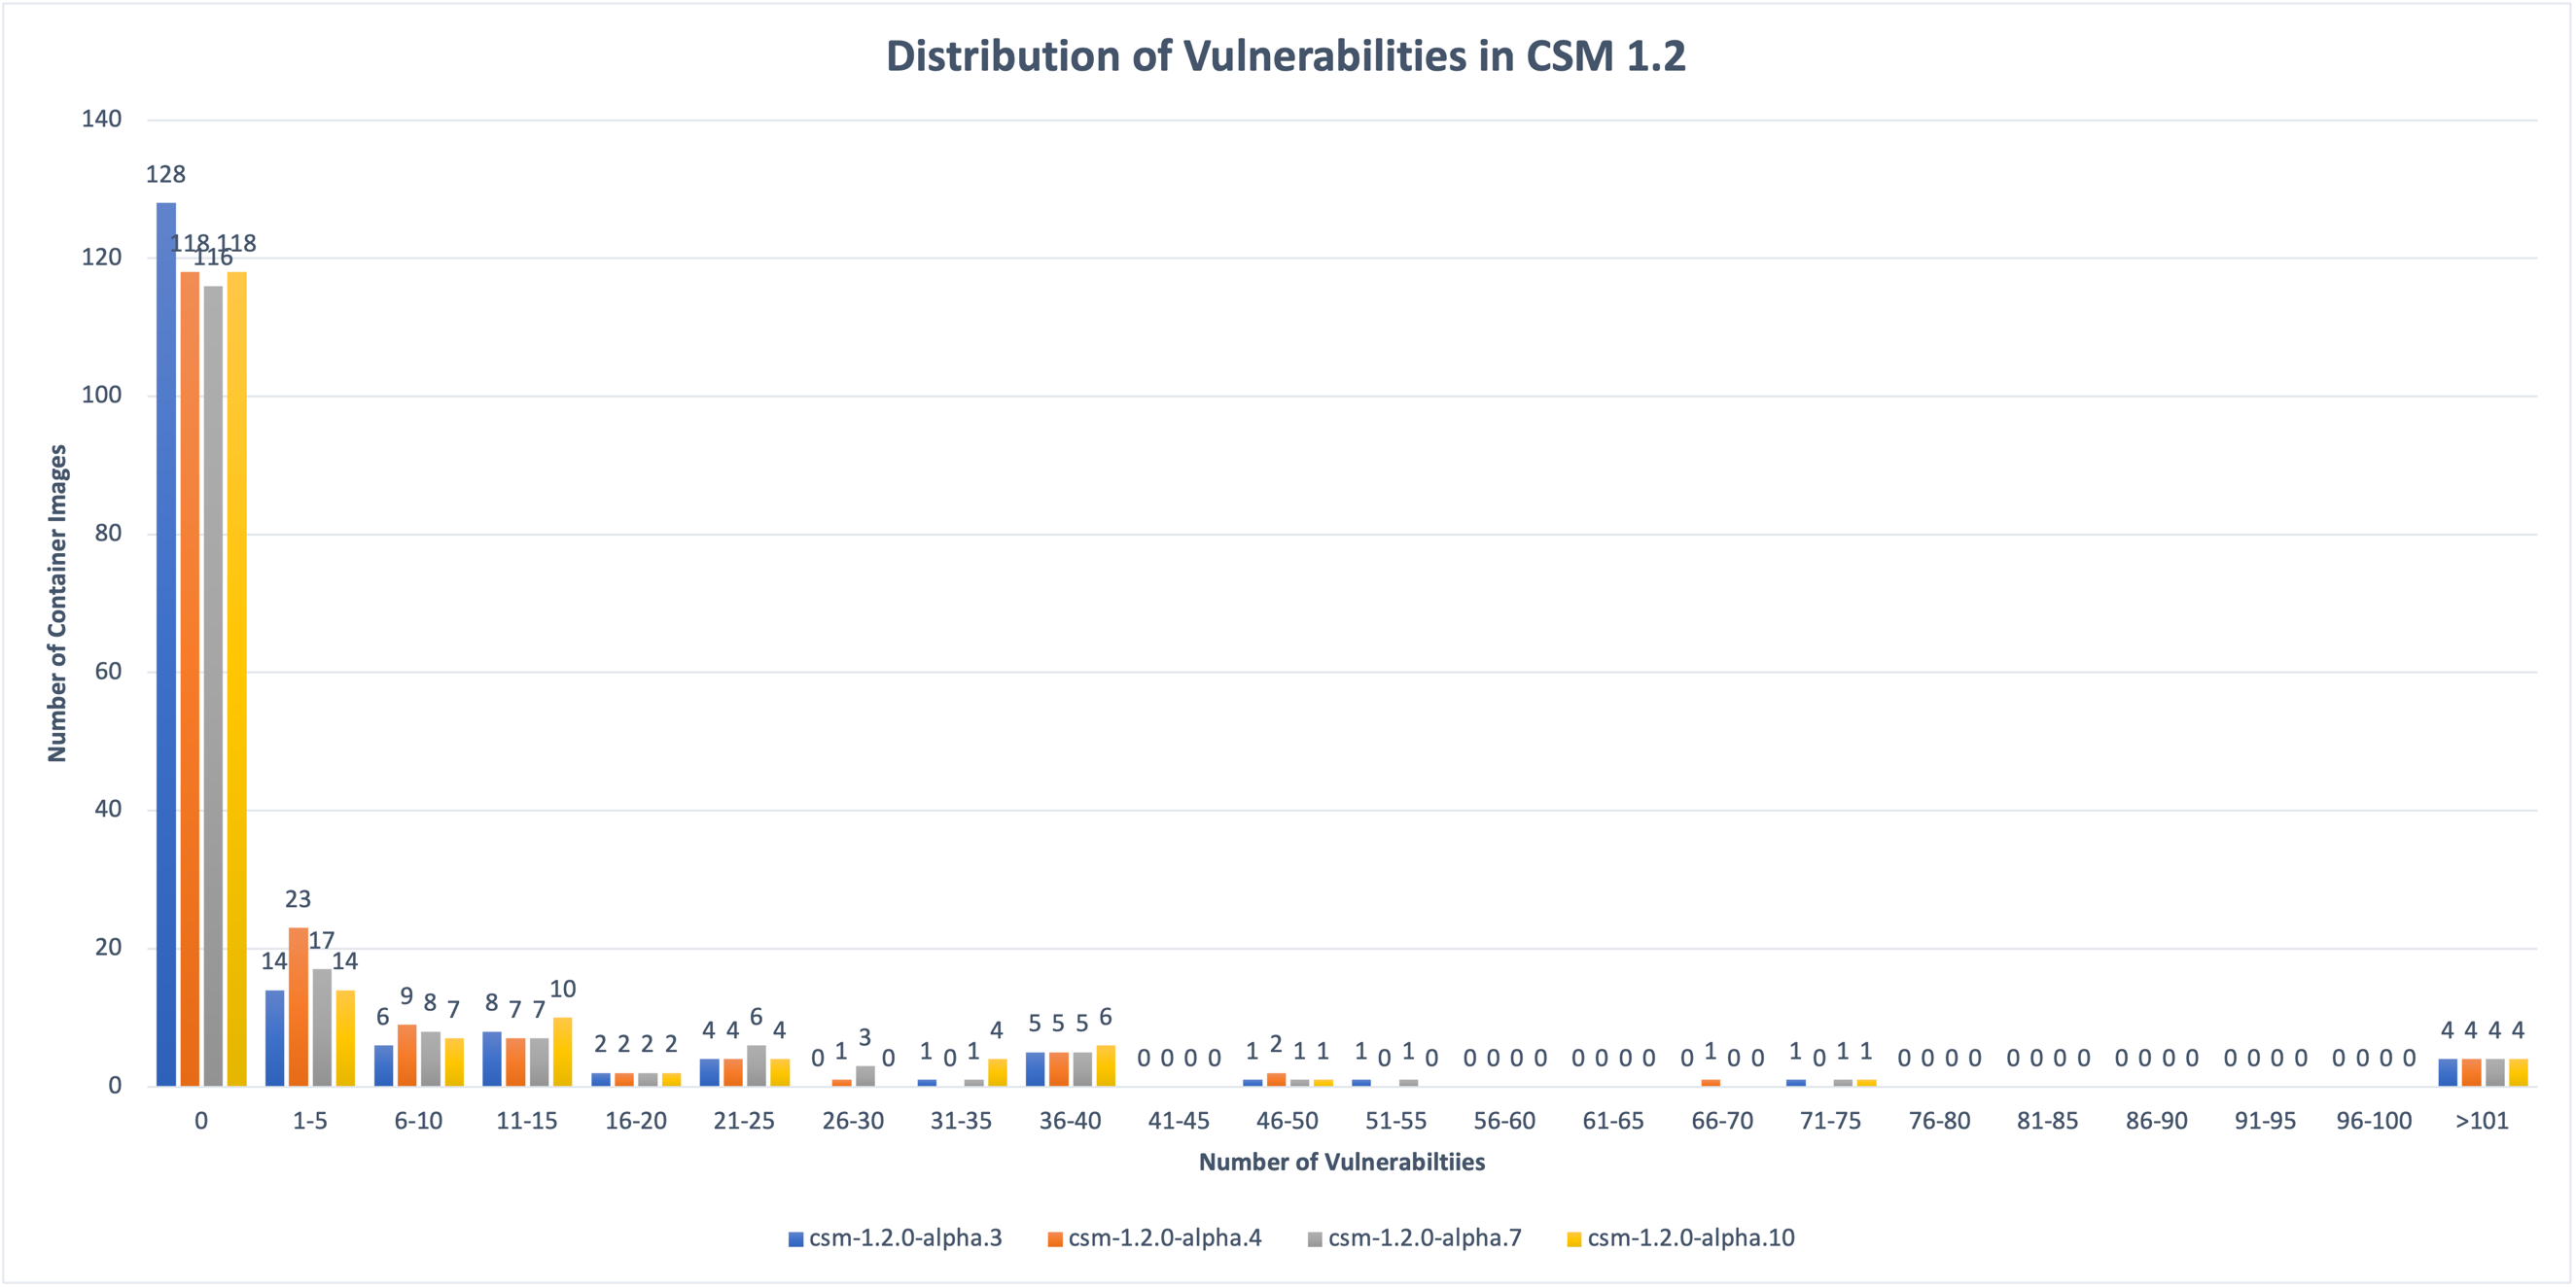 Distribution of Vulnerabilities in CSM 1.2
140
120
100
80
60
40
20
0
Number of Container Images
128 118 116 118
14 23 17 14
6 9 8 7
8 7 7 10
2 2 2 2
4 4 6 4
0 1 3 0
1 0 1 4
5 5 5 6
0 0 0 0
1 2 1 1
1 0 1 0
0 0 0 0
0 0 0 0
0 1 0 0
1 0 1 1
0 0 0 0
0 0 0 0
0 0 0 0
0 0 0 0
0 0 0 0
4 4 4 4
0 1-5 6-10 11-15 16-20 21-25 26-30 31-35 36-40 41-45 46-50 51-55 56-60 61-65 66-70 71-75 76-80 81-85 86-90 91-95 96-100 >101
Number of Vulnerabiltiies
csm-1.2.0-alpha.3 csm-1.2.0-alpha.4 csm-1.2.0-alpha.7 csm-1.2.0-alpha.10